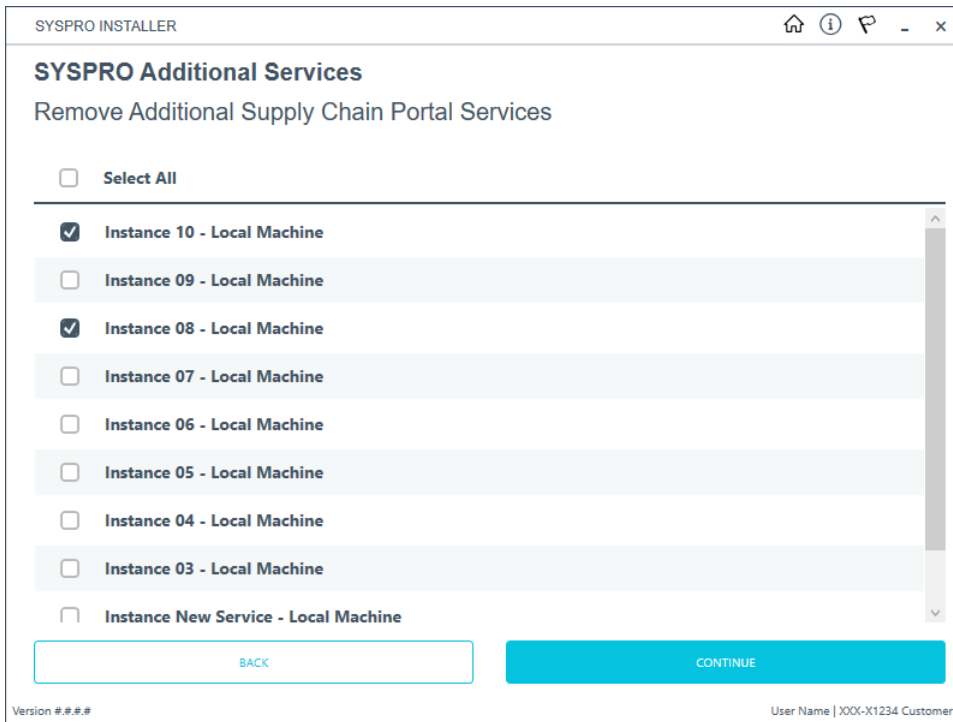 SYSPRO INSTALLER
SYSPRO Additional Services
Remove Additional Supply Chain Portal Services
Select All
Instance 10 - Local Machine
Instance 09 - Local Machine
Instance 08 - Local Machine
Instance 07 - Local Machine
Instance 06 - Local Machine
Instance 05 - Local Machine
Instance 04 - Local Machine
Instance 03 - Local Machine
Instance New Service - Local Machine
BACK CONTINUE
Version #.#.#.# User Name | XXX-X1234 Customer